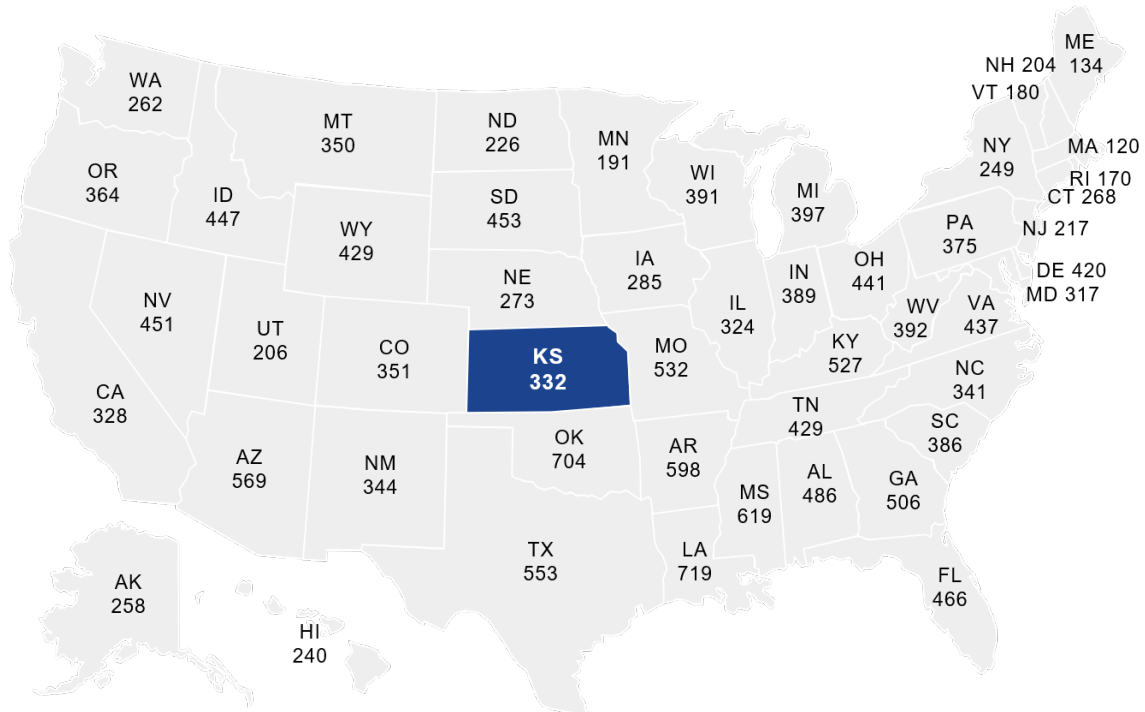 ME
134
NH 204
VT 180
WA
262
MT
350
ND
226
MN
191
OR
364
ID
447
WY
429
SD
453
WI
391
MI
397
NY
249
MA 120
RI 170
CT 268
NJ 217
PA
375
DE 420
MD 317
NV
451
UT
206
CO
351
NE
273
IA
285
IL
324
IN
389
OH
441
WV
392
VA
437
CA
328
KS
332
MO
532
KY
527
NC
341
TN
429
SC
386
AZ
569
NM
344
OK
704
AR
598
MS
619
AL
486
GA
506
TX
553
LA
719
FL
466
AK
258
HI
240